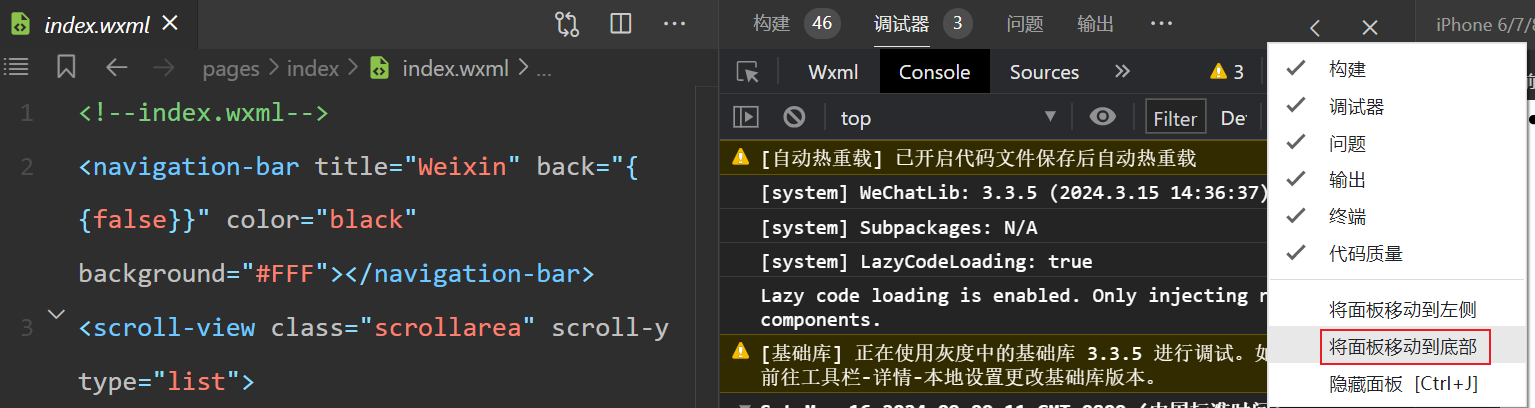 index.wxml
pages > index > index.wxml > ...
1 <!--index.wxml-->
2 <navigation-bar title="Weixin" back="{
{false}}" color="black"
background="#FFF"></navigation-bar>
3 <scroll-view class="scrollarea" scroll-y
type="list">
构建 46 调试器 3 问题 输出 ...
iPhone 6/7/8
Wxml Console Sources 3
top Filter De
[自动热重载] 已开启代码文件保存后自动热重载
[system] WeChatLib: 3.3.5 (2024.3.15 14:36:37)
[system] Subpackages: N/A
[system] LazyCodeLoading: true
Lazy code loading is enabled. Only injecting
components.
[基础库] 正在使用灰度中的基础库 3.3.5 进行调试。如
前往工具栏-详情-本地设置更改基础库版本。
构建
调试器
问题
输出
终端
代码质量
将面板移动到左侧
将面板移动到底部
隐藏面板 [Ctrl+J]